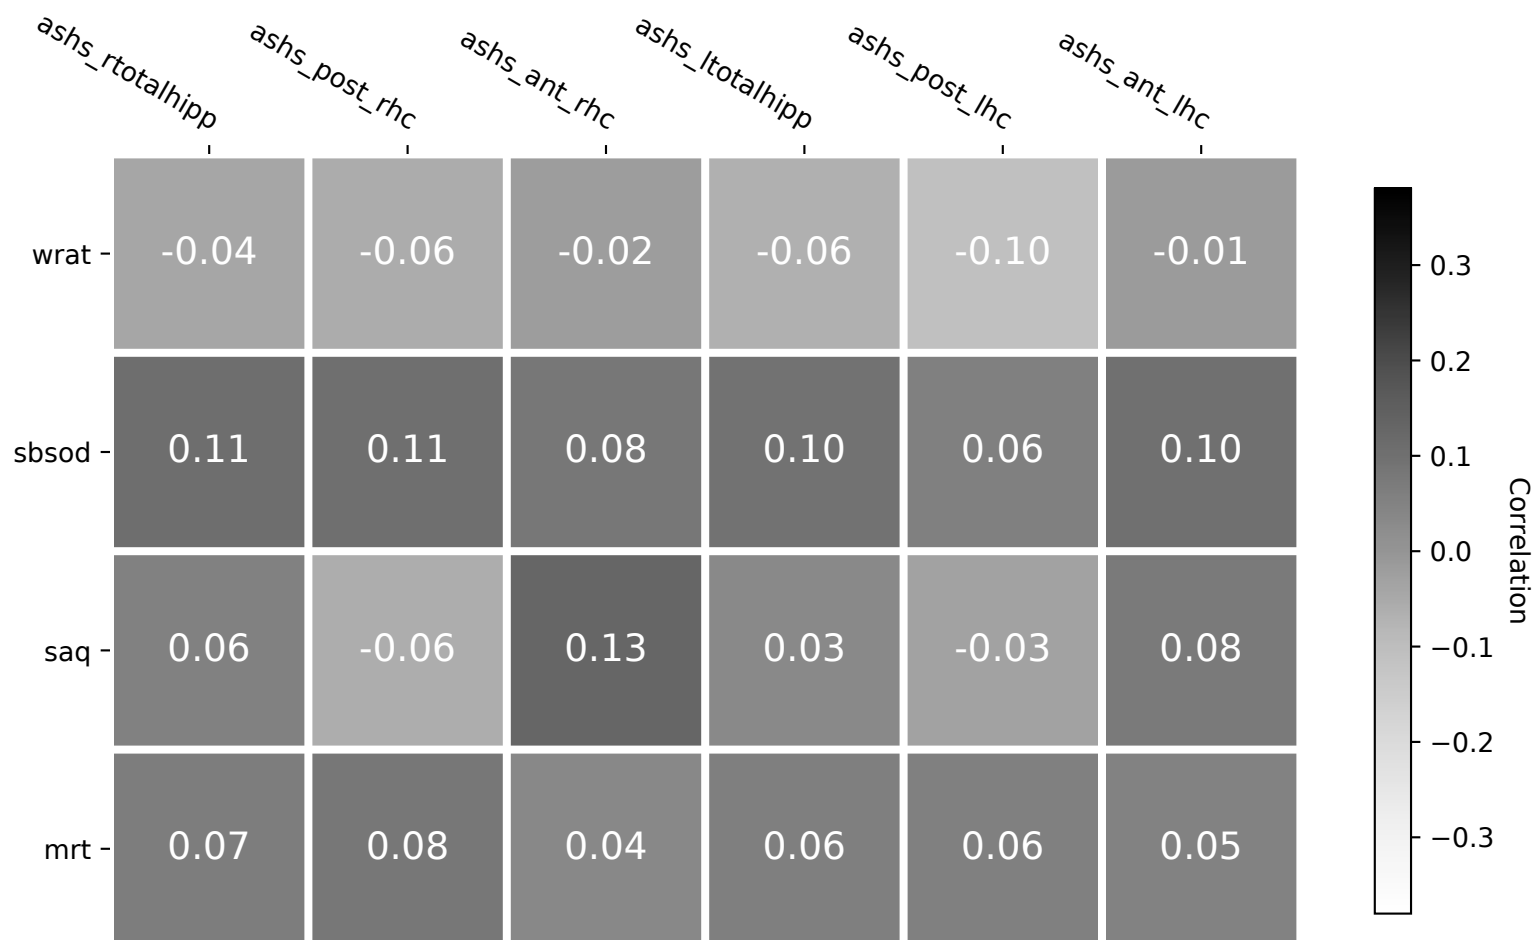 ashs_rtotalhipp ashs_post_rhc ashs_ant_rhc ashs_ltotalhipp ashs_post_lhc ashs_ant_lhc
wrat -0.04 -0.06 -0.02 -0.06 -0.10 -0.01
sbsod 0.11 0.11 0.08 0.10 0.06 0.10
saq 0.06 -0.06 0.13 0.03 -0.03 0.08
mrt 0.07 0.08 0.04 0.06 0.06 0.05
0.3
0.2
0.1
0.0
−0.1
−0.2
−0.3
Correlation